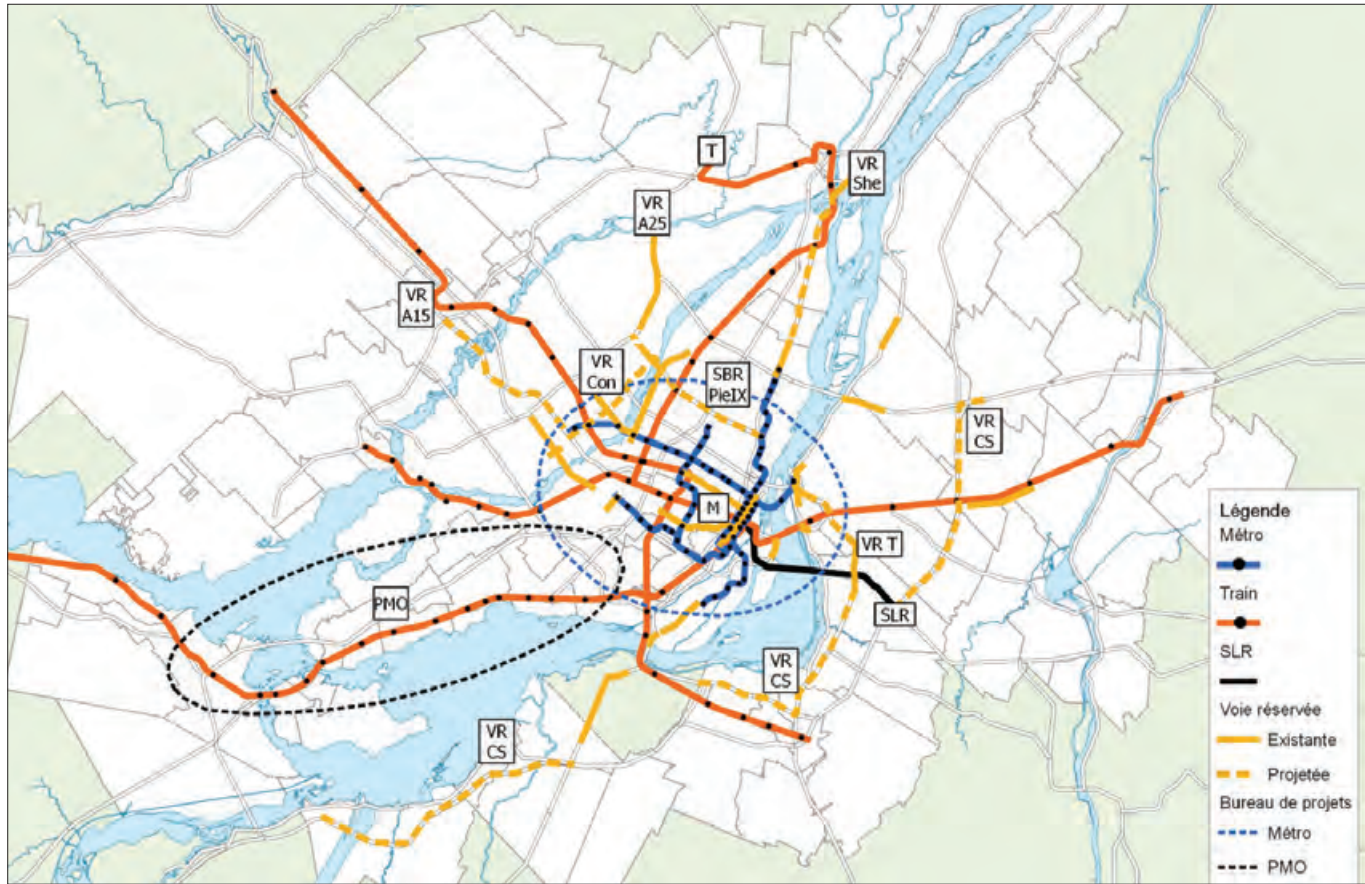 T
VR
She
VR
A25
VR
A15
VR
Con
SBR
PieIX
VR
CS
M
VR T
PMO
SLR
VR
CS
VR
CS
Légende
Métro
Train
SLR
Voie réservée
Existante
Projetée
Bureau de projets
Métro
PMO